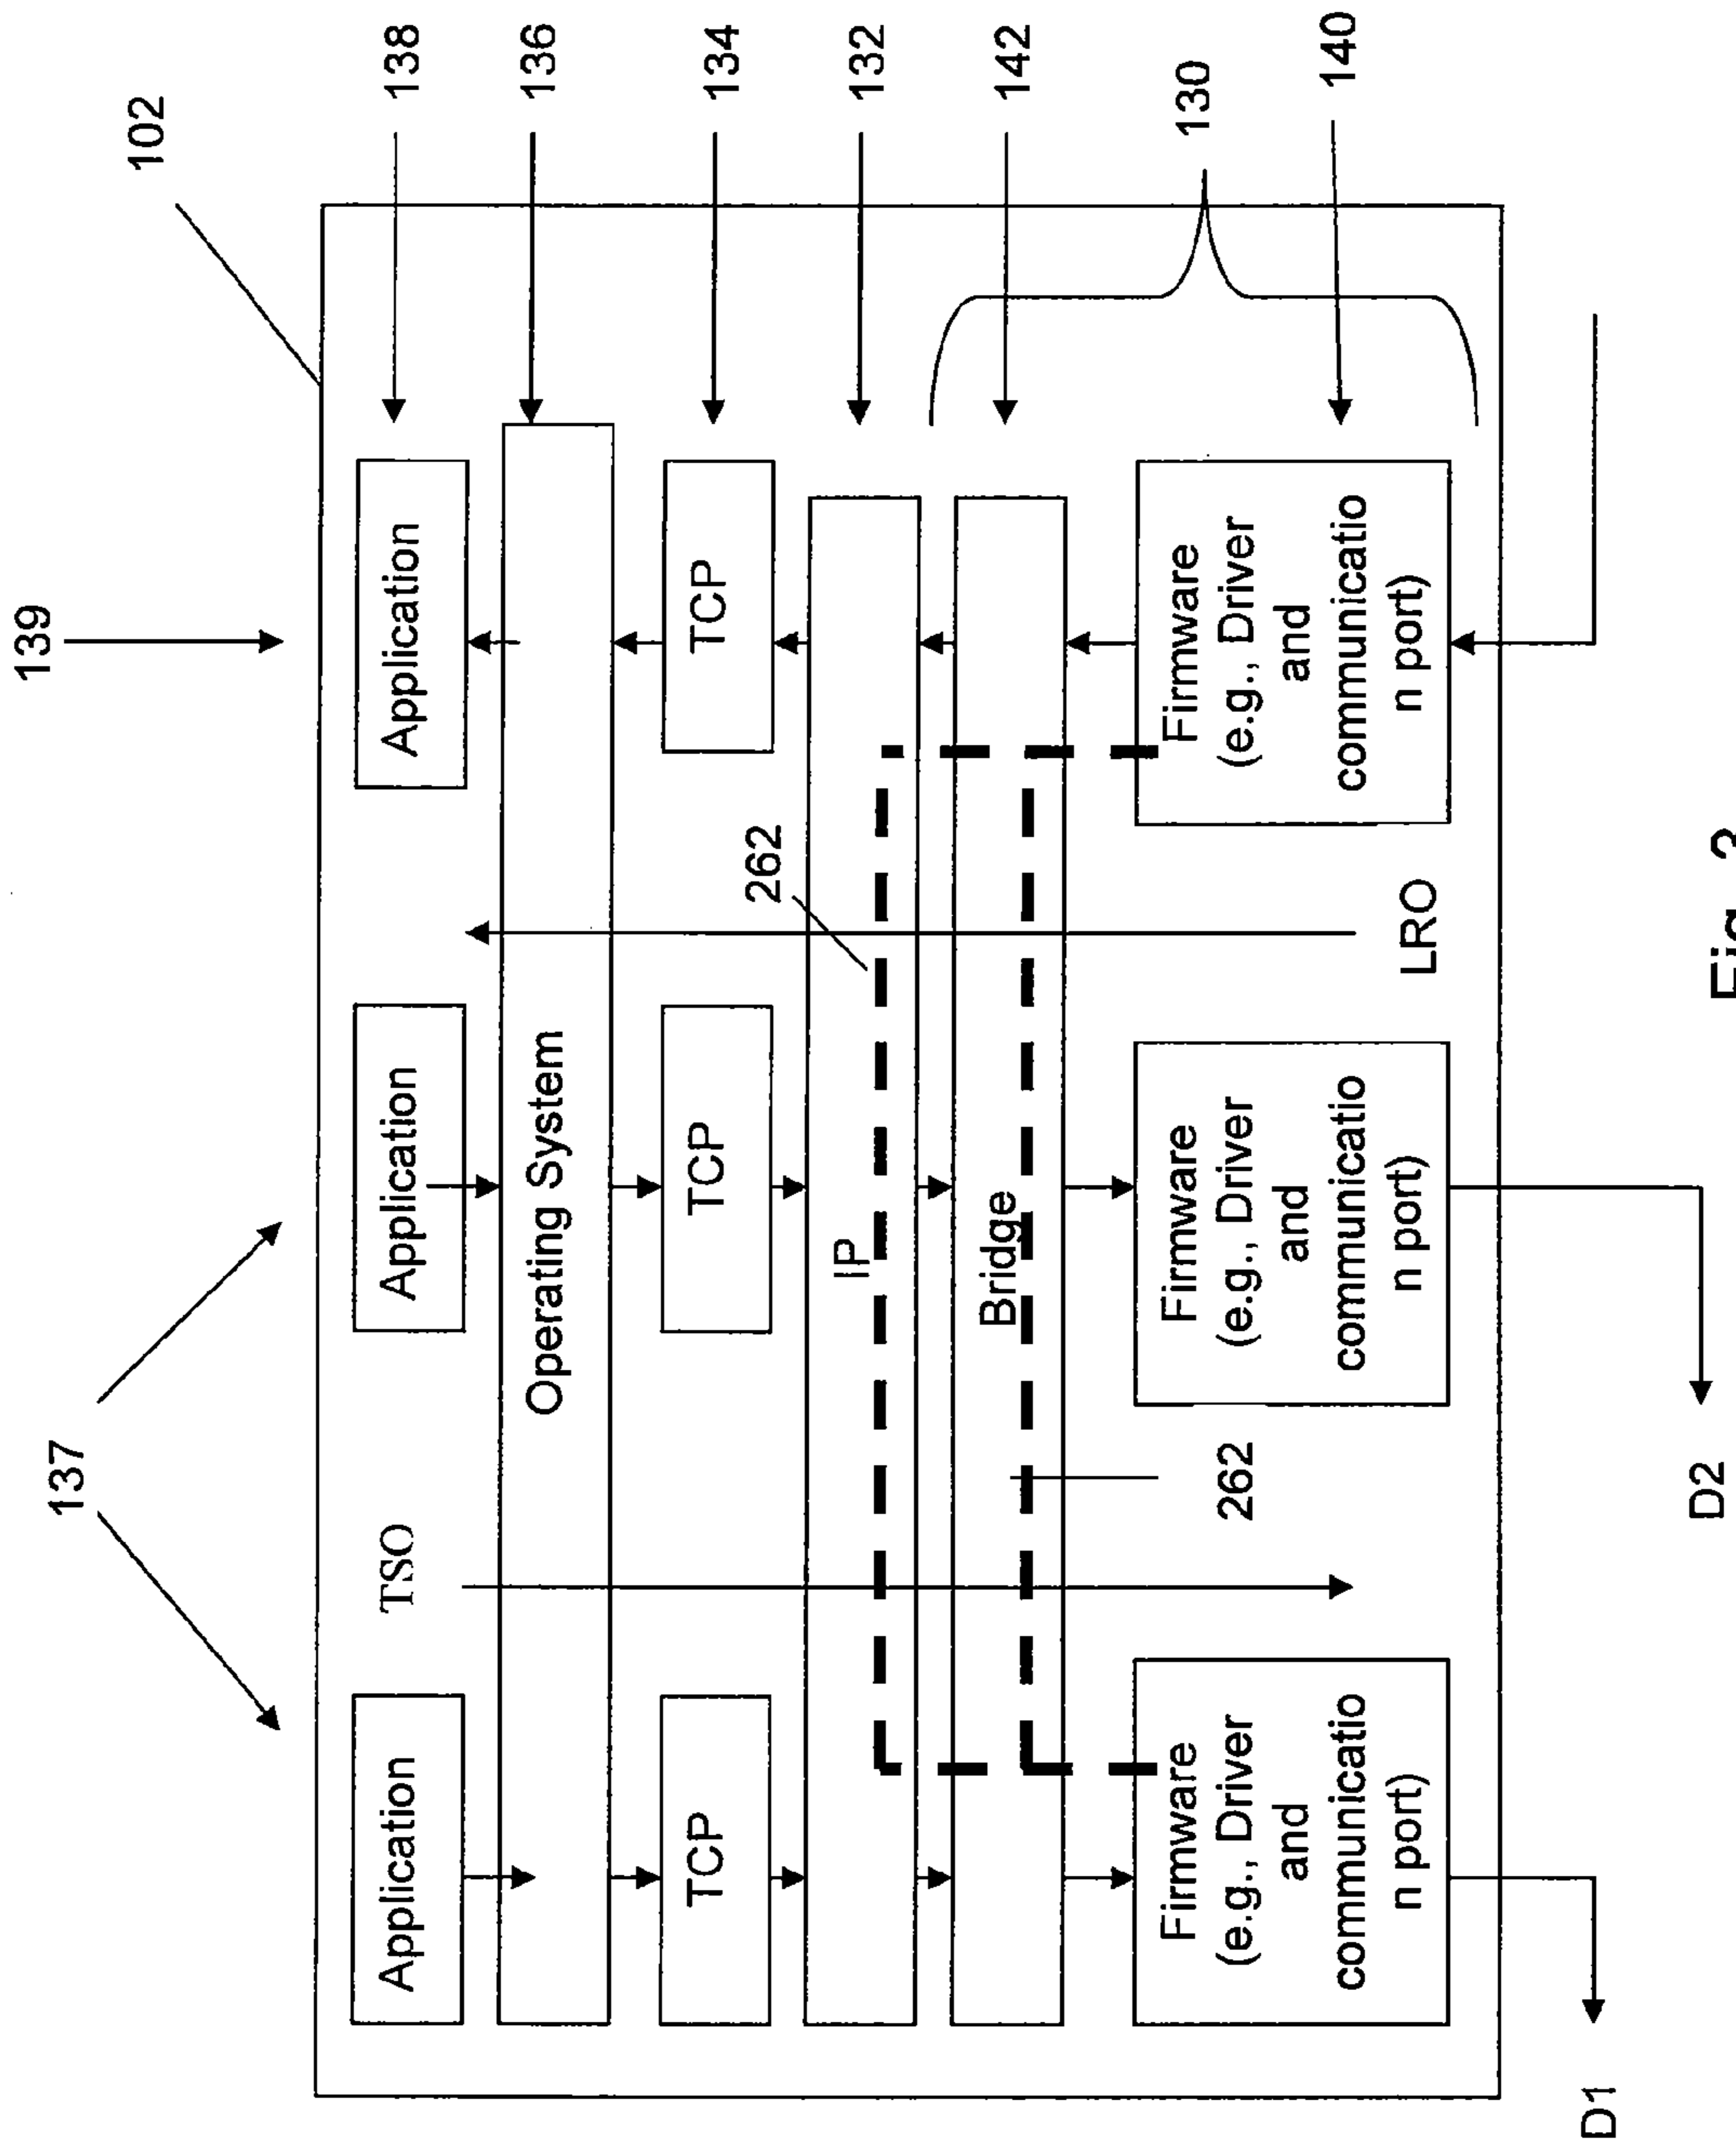 137
139
102
Application
TSO
Application
Application
138
Operating System
136
TCP
TCP
TCP
134
262
IP
132
Bridge
142
130
Firmware
(e.g., Driver
and
communicatio
n port)
262
Firmware
(e.g., Driver
and
communicatio
n port)
LRO
Firmware
(e.g., Driver
and
communicatio
n port)
140
D1
D2
Fig.